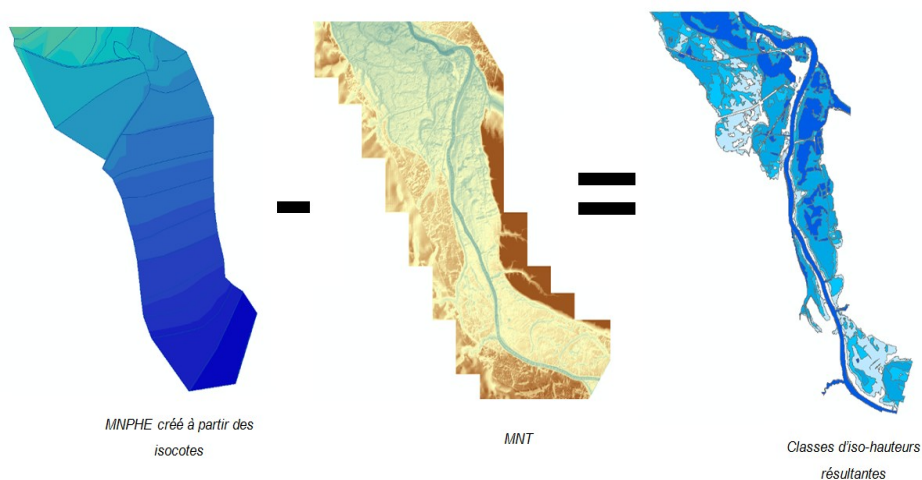 MNPHE créé à partir des
isocotes
MNT
Classes d'iso-hauteurs
résultantes